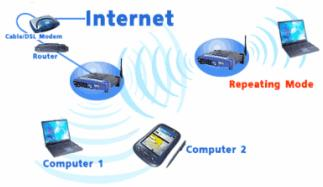 Internet
Cable/DSL Modem
Router
Repeating Mode
Computer 1
Computer 2